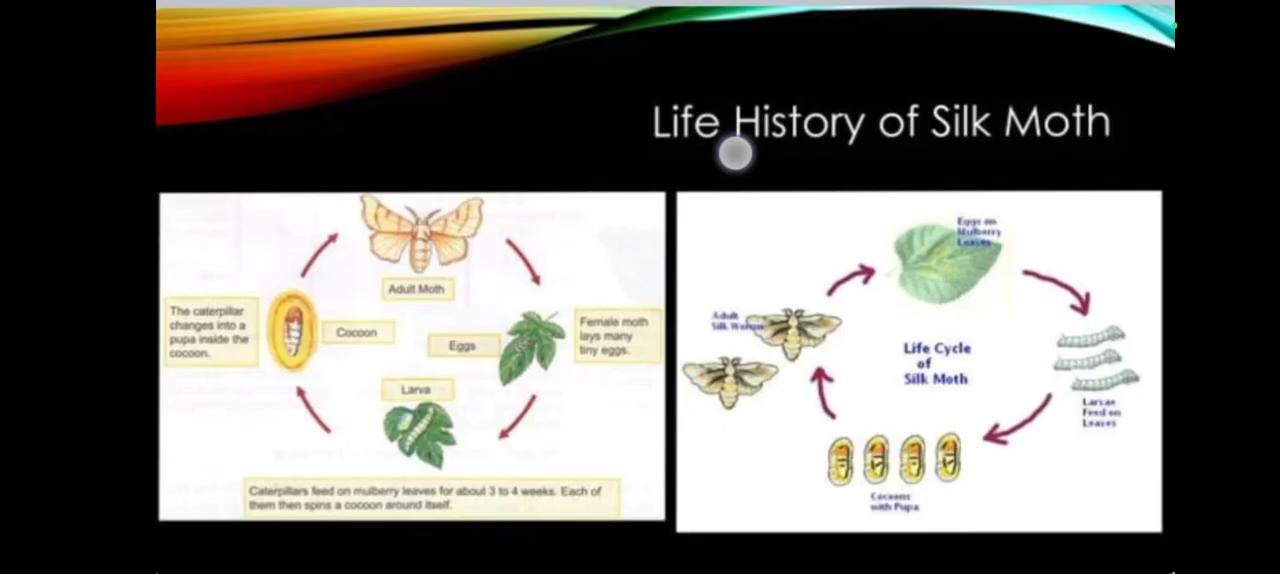 Life History of Silk Moth
Adult Moth
The caterpillar
changes into a
pupa inside the
cocoon.
Cocoon
Eggs
Female moth
lays many
tiny eggs.
Larva
Caterpillars feed on mulberry leaves for about 3 to 4 weeks. Each of
them then spins a cocoon around itself.
Eggs on
Mulberry
Leaves
Adult
Silk Worms
Life Cycle
of
Silk Moth
Larvae
Feed on
Leaves
Cocoons
with Pupa